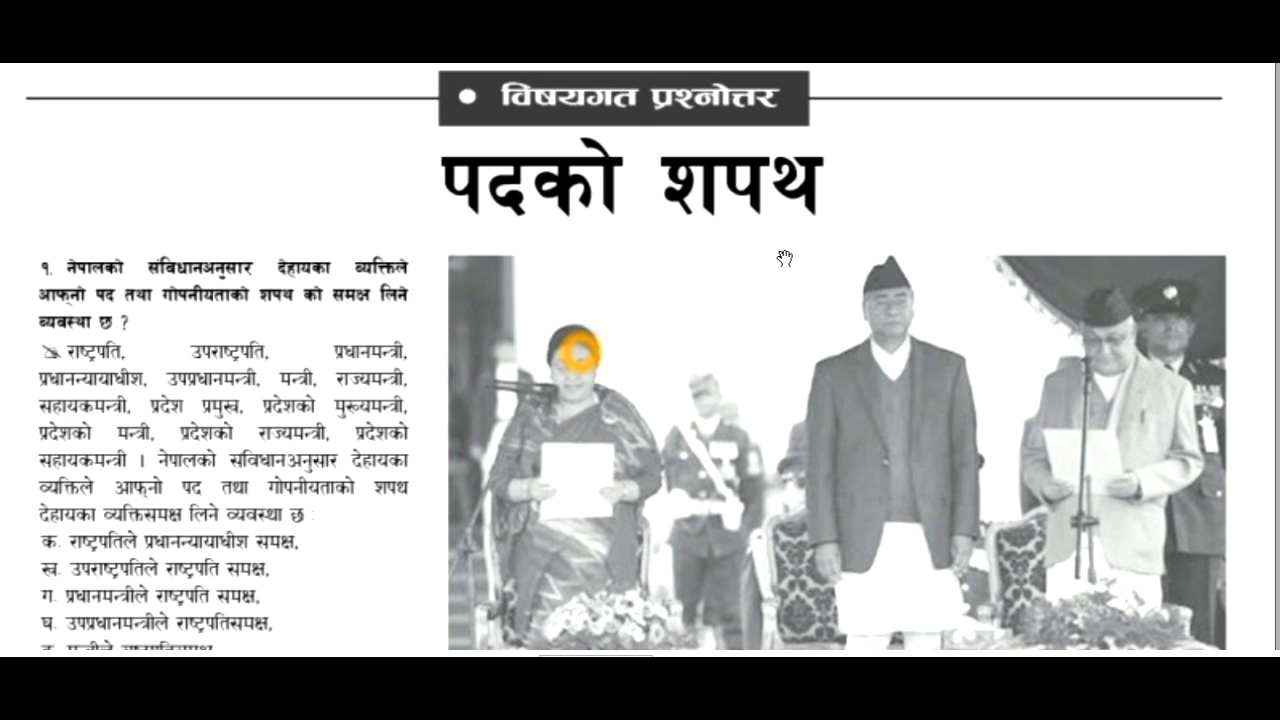 विषयगत प्रश्नोत्तर
पदको शपथ
१. नेपालको संबिधानअनुसार देहायका व्यक्तिले
आफ्नो पद तथा गोपनीयताको शपथ को समक्ष लिने
व्यवस्था छ ?
राष्ट्रपति, उपराष्ट्रपति, प्रधानमन्त्री,
प्रधानन्यायाधीश, उपप्रधानमन्त्री, मन्त्री, राज्यमन्त्री,
सहायकमन्त्री, प्रदेश प्रमुख, प्रदेशको मुख्यमन्त्री,
प्रदेशको मन्त्री, प्रदेशको राज्यमन्त्री, प्रदेशको
सहायकमन्त्री । नेपालको संविधानअनुसार देहायका
व्यक्तिले आफ्नो पद तथा गोपनीयताको शपथ
देहायका व्यक्तिसमक्ष लिने व्यवस्था छ :
क. राष्ट्रपतिले प्रधानन्यायाधीश समक्ष,
ख. उपराष्ट्रपतिले राष्ट्रपति समक्ष,
ग. प्रधानमन्त्रीले राष्ट्रपति समक्ष,
घ. उपप्रधानमन्त्रीले राष्ट्रपतिसमक्ष,